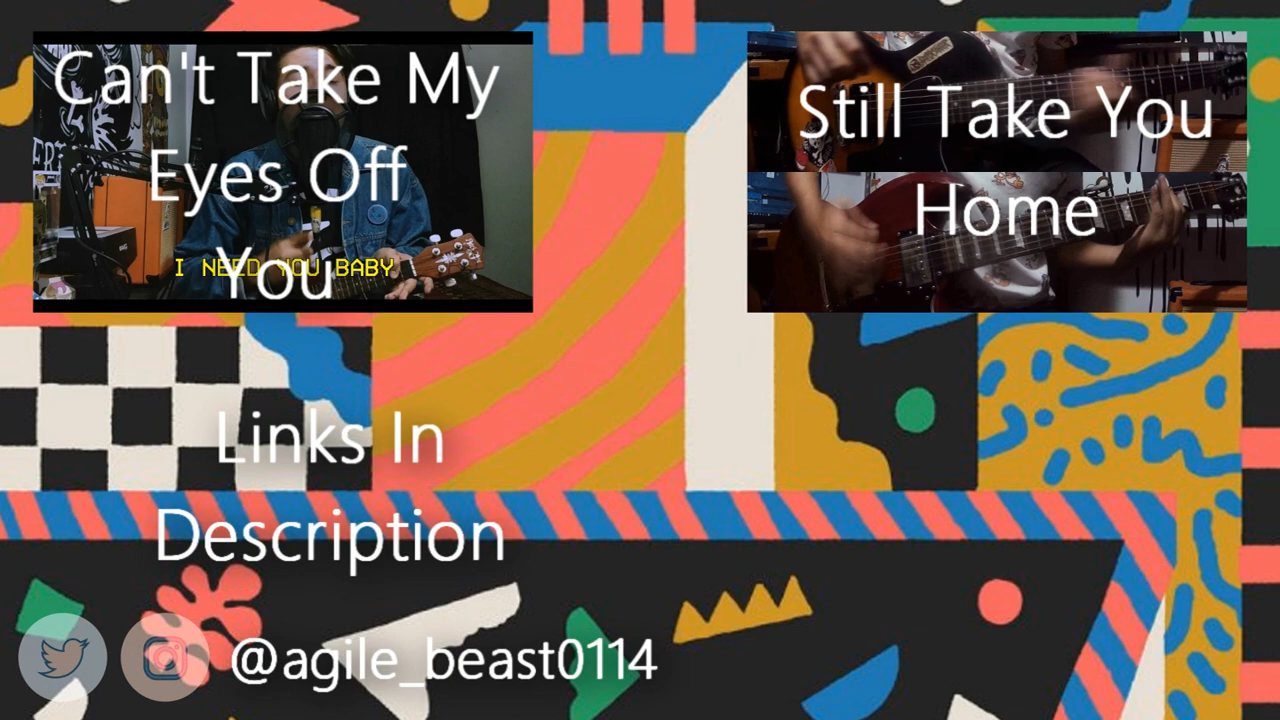 Can't Take My
Eyes Off
You
I NEED YOU BABY
Still Take You
Home
Links In
Description
@agile_beast0114